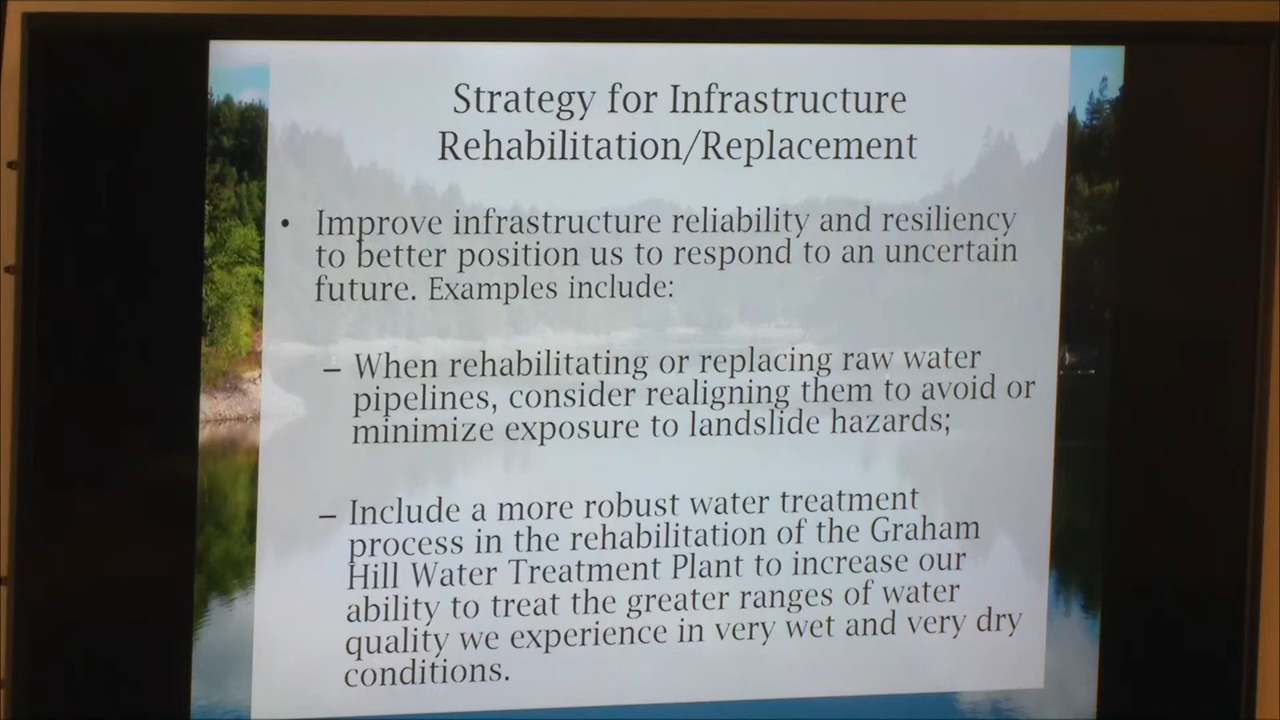 Strategy for Infrastructure
Rehabilitation/Replacement
• Improve infrastructure reliability and resiliency
to better position us to respond to an uncertain
future. Examples include:
– When rehabilitating or replacing raw water
pipelines, consider realigning them to avoid or
minimize exposure to landslide hazards;
– Include a more robust water treatment
process in the rehabilitation of the Graham
Hill Water Treatment Plant to increase our
ability to treat the greater ranges of water
quality we experience in very wet and very dry
conditions.